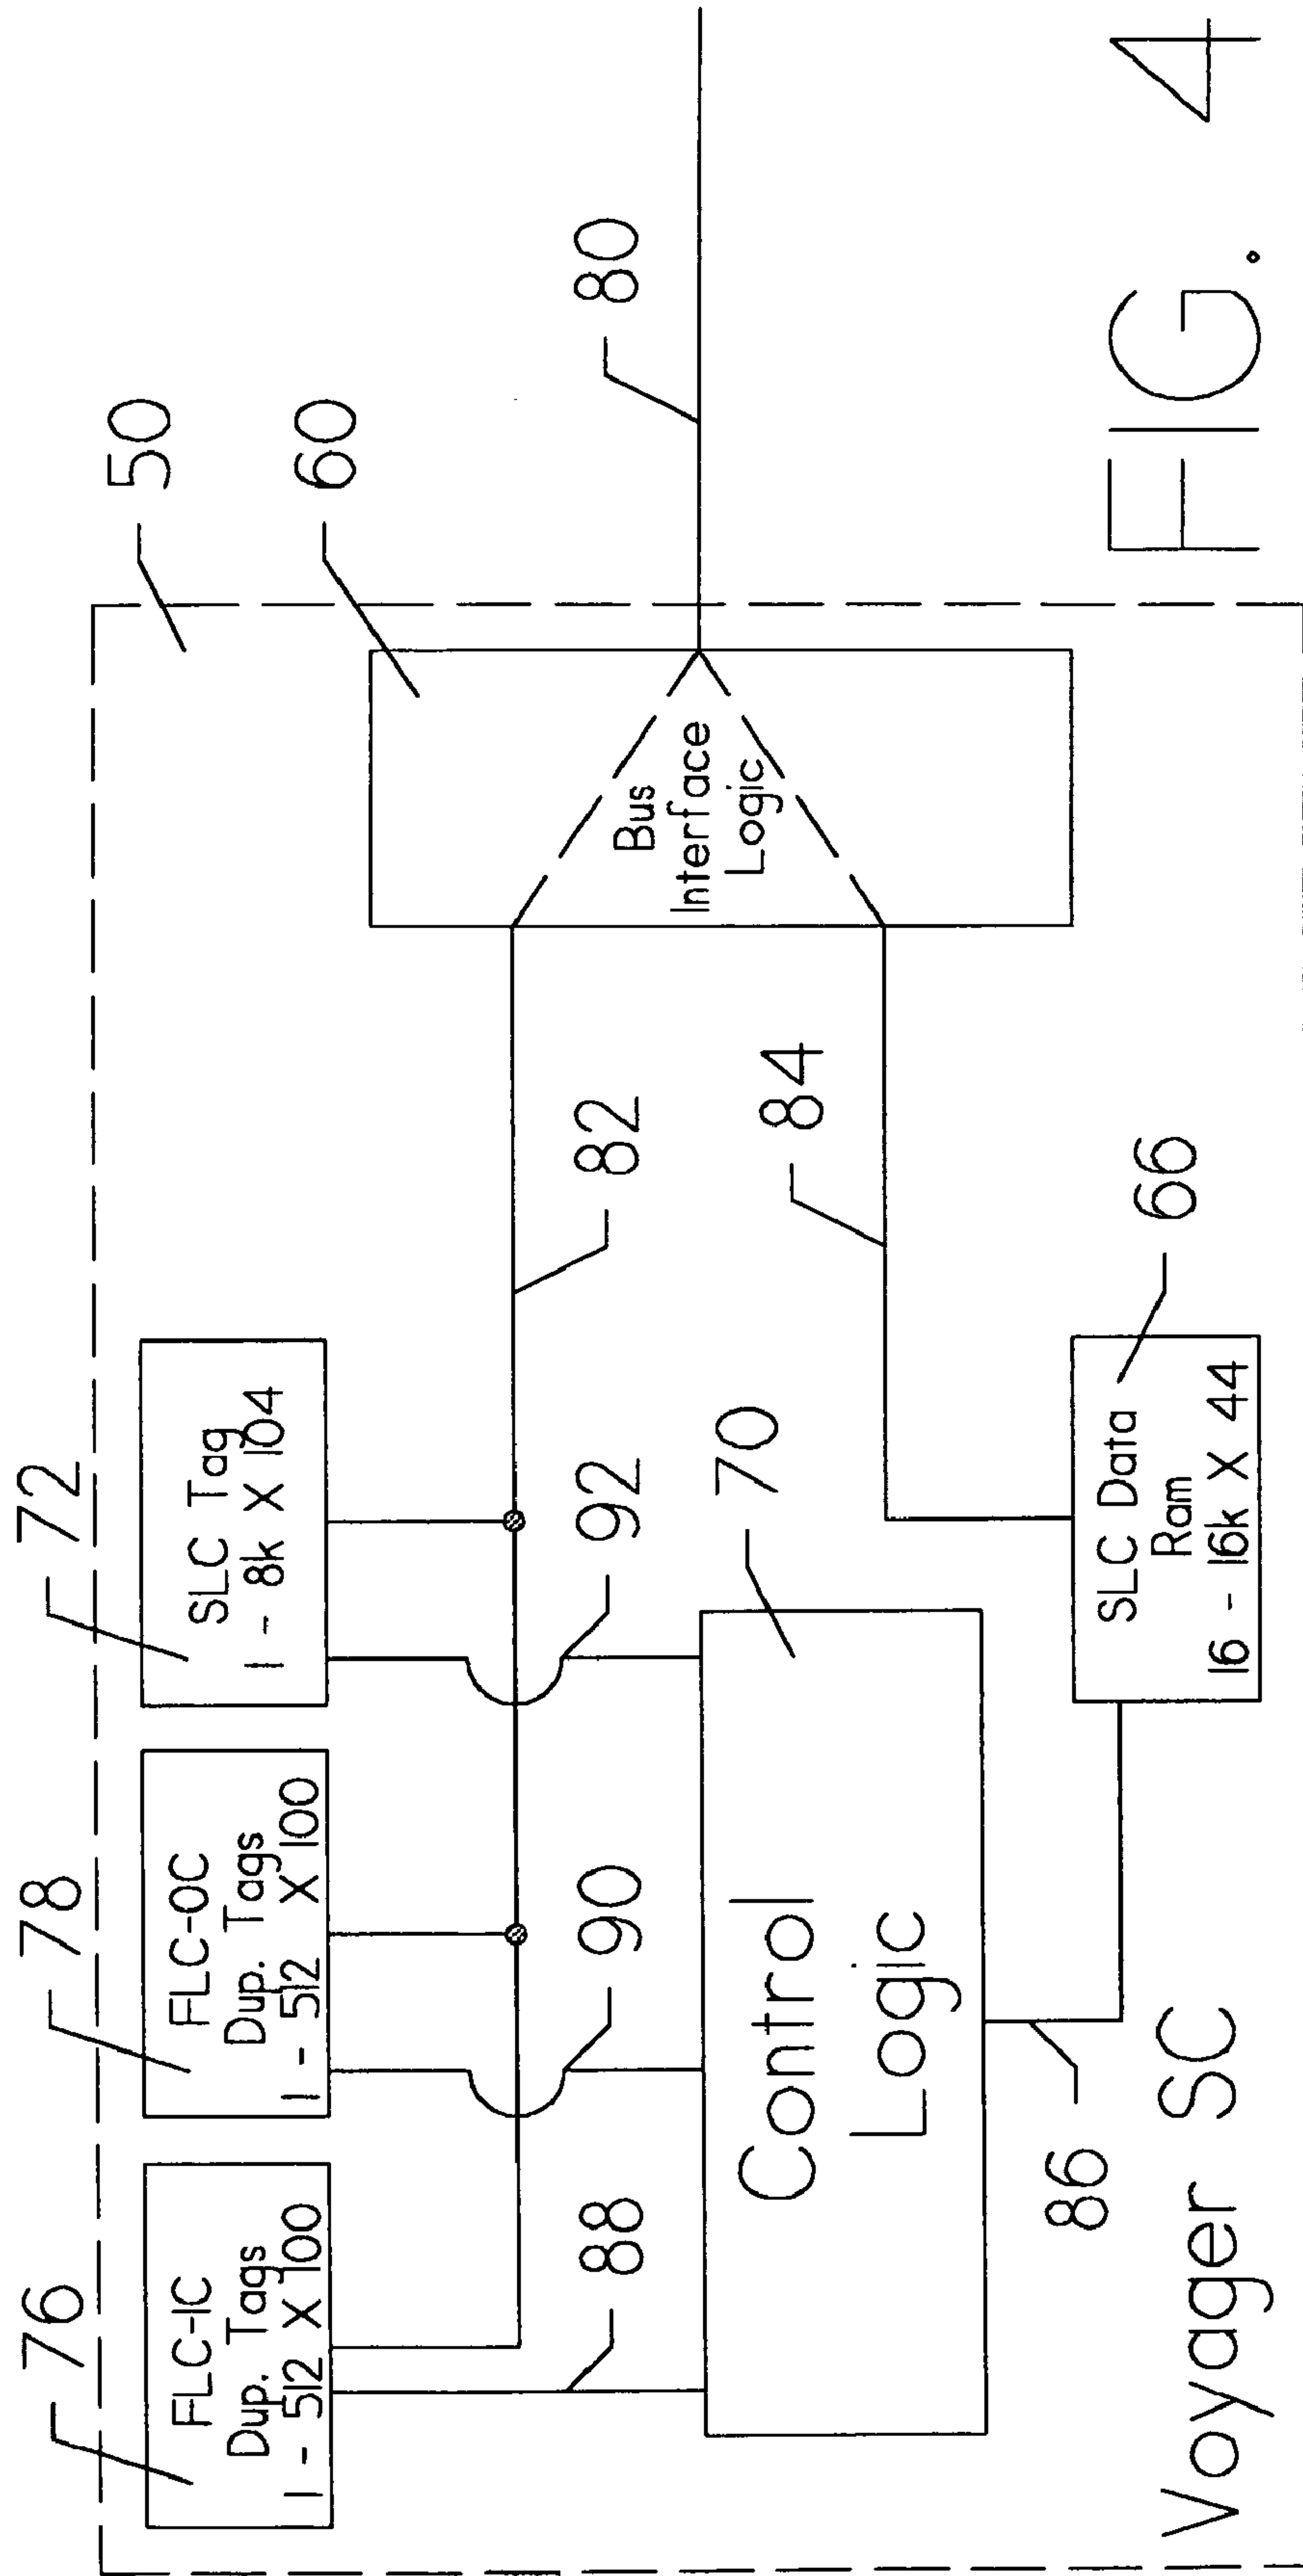 76
78
72
50
60
FLC-IC
Dup. Tags
1 - 512 X 100
FLC-OC
Dup. Tags
1 - 512 X 100
SLC Tag
1 - 8k X 104
88
90
92
82
80
Bus
Interface
Logic
Control
Logic
70
84
86
SLC Data
Ram
16 - 16k X 44
66
Voyager SC
FIG. 4